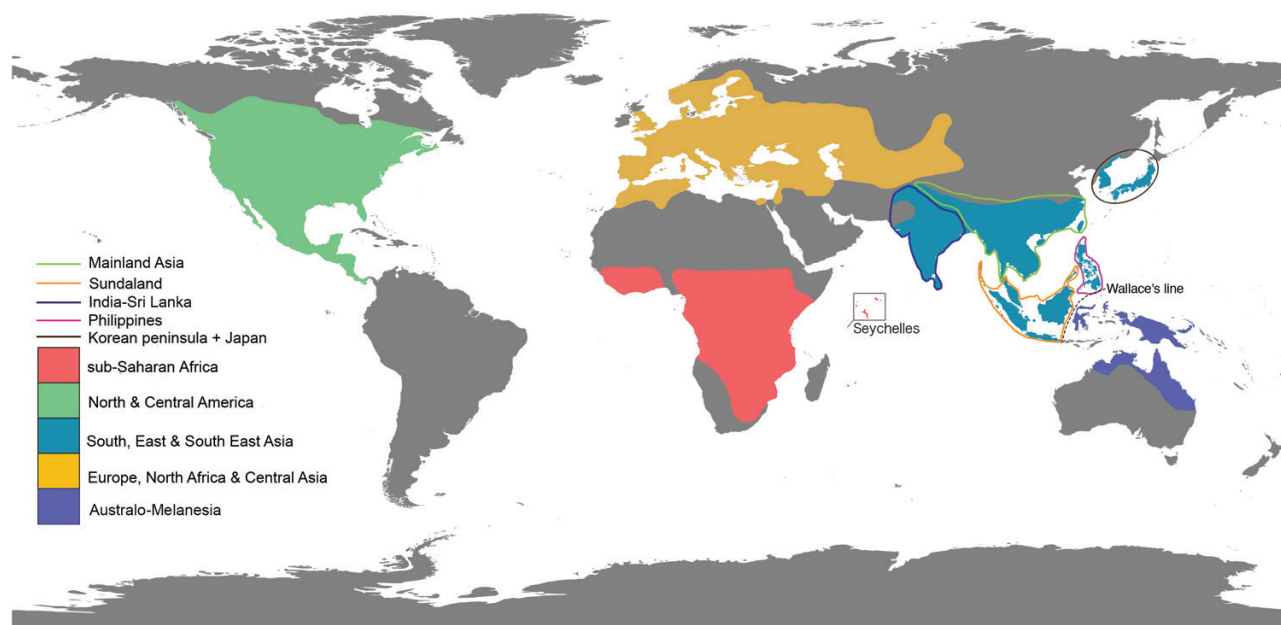 Mainland Asia
Sundaland
India-Sri Lanka
Philippines
Korean peninsula + Japan
sub-Saharan Africa
North & Central America
South, East & South East Asia
Europe, North Africa & Central Asia
Australo-Melanesia
Seychelles
Wallace's line